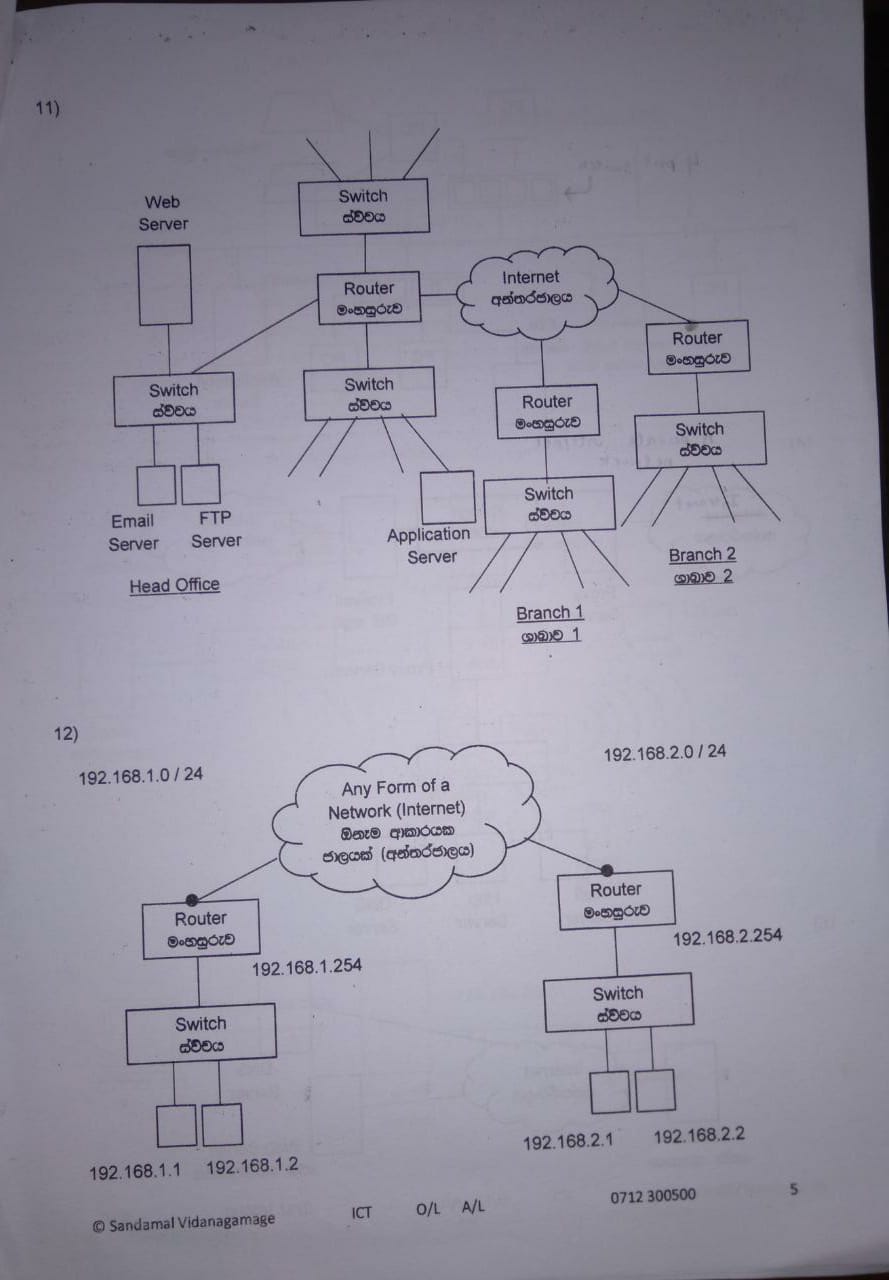 11)
Switch
ස්විචය
Web
Server
Router
මංහසුරුව
Internet
අන්තර්ජාලය
Router
මංහසුරුව
Switch
ස්විචය
Switch
ස්විචය
Router
මංහසුරුව
Switch
ස්විචය
Switch
ස්විචය
Email
Server
FTP
Server
Application
Server
Head Office
Branch 2
ශාඛාව 2
Branch 1
ශාඛාව 1
12)
192.168.1.0 / 24
192.168.2.0 / 24
Any Form of a
Network (Internet)
ඕනෑම ආකාරයක
ජාලයක් (අන්තර්ජාලය)
Router
මංහසුරුව
192.168.1.254
Router
මංහසුරුව
192.168.2.254
Switch
ස්විචය
Switch
ස්විචය
192.168.1.1 192.168.1.2
192.168.2.1 192.168.2.2
© Sandamal Vidanagamage ICT O/L A/L 0712 300500 5